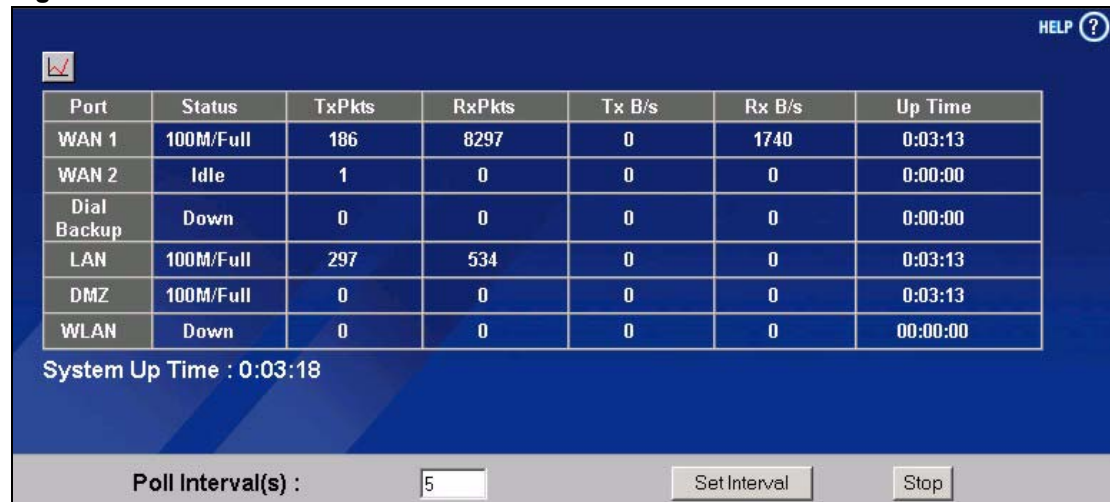 HELP ?
Port Status TxPkts RxPkts Tx B/s Rx B/s Up Time
WAN 1 100M/Full 186 8297 0 1740 0:03:13
WAN 2 Idle 1 0 0 0 0:00:00
Dial Backup Down 0 0 0 0 0:00:00
LAN 100M/Full 297 534 0 0 0:03:13
DMZ 100M/Full 0 0 0 0 0:03:13
WLAN Down 0 0 0 0 00:00:00
System Up Time : 0:03:18
Poll Interval(s) : 5 Set Interval Stop